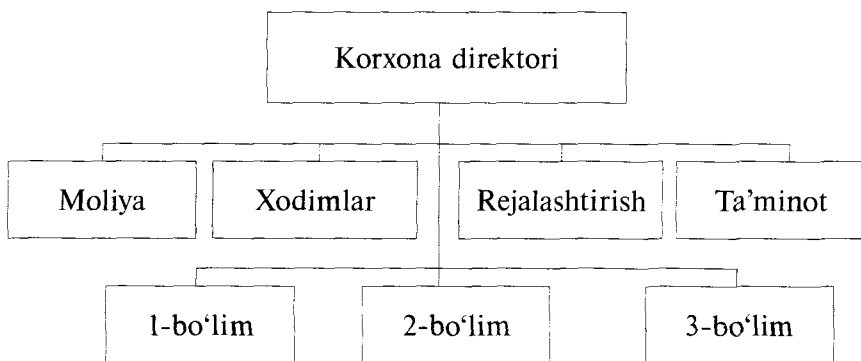 Korxona direktori
Moliya
Xodimlar
Rejalashtirish
Ta’minot
1-bo‘lim
2-bo‘lim
3-bo‘lim